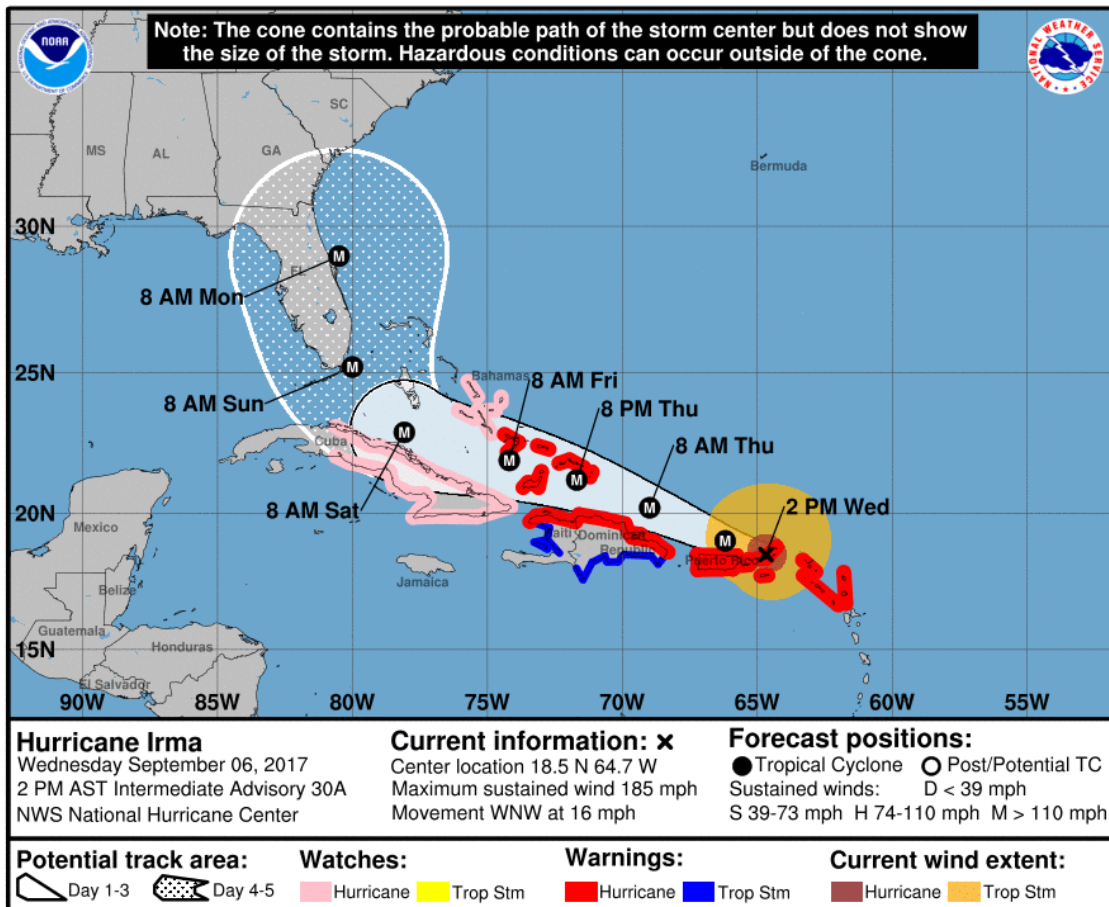 Note: The cone contains the probable path of the storm center but does not show
the size of the storm. Hazardous conditions can occur outside of the cone.
NOAA
NATIONAL WEATHER SERVICE
SC
MS
AL
GA
Bermuda
30N
FL
8 AM Mon
25N
Bahamas
8 AM Fri
8 AM Sun
8 PM Thu
Cuba
8 AM Thu
8 AM Sat
20N
2 PM Wed
Mexico
Haiti
Dominican
Republic
Puerto Rico
Jamaica
Belize
Guatemala
Honduras
15N
El Salvador
90W 85W 80W 75W 70W 65W 60W 55W
M
M
M
M
M
M
M
Hurricane Irma
Wednesday September 06, 2017
2 PM AST Intermediate Advisory 30A
NWS National Hurricane Center
Current information: ×
Center location 18.5 N 64.7 W
Maximum sustained wind 185 mph
Movement WNW at 16 mph
Forecast positions:
● Tropical Cyclone ○ Post/Potential TC
Sustained winds: D < 39 mph
S 39-73 mph H 74-110 mph M > 110 mph
Potential track area:
Day 1-3 Day 4-5
Watches:
Hurricane Trop Stm
Warnings:
Hurricane Trop Stm
Current wind extent:
Hurricane Trop Stm